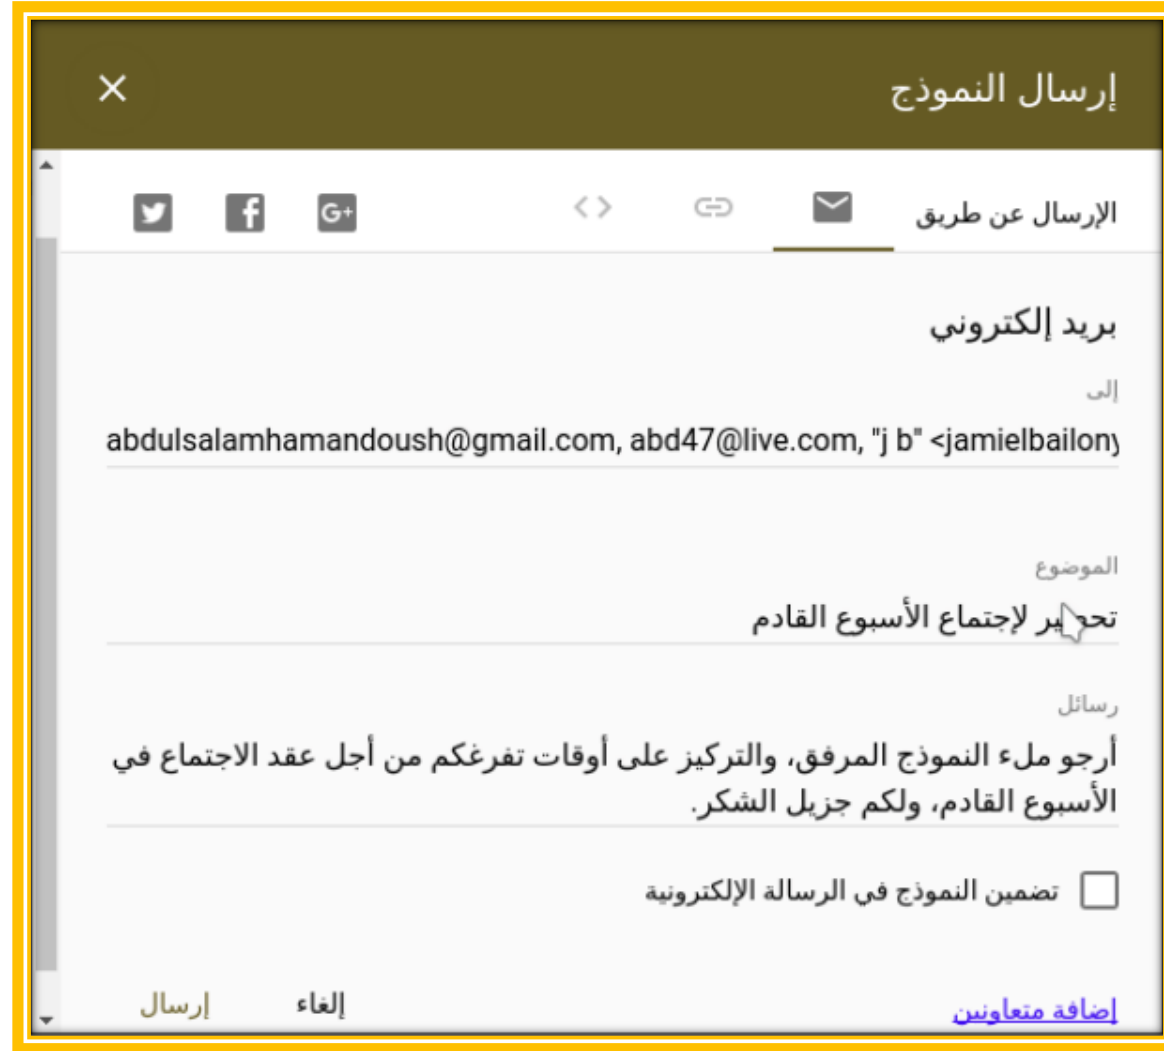 إرسال النموذج
الإرسال عن طريق
G+
بريد إلكتروني
إلى
abdulsalamhamandoush@gmail.com, abd47@live.com, "j b" <jamielbailony
الموضوع
لإجتماع الأسبوع القادم
رسائل
أرجو ملء النموذج المرفق، والتركيز على أوقات تفرغكم من أجل عقد الاجتماع في
الأسبوع القادم، ولكم جزيل الشكر.
تضمين النموذج في الرسالة الإلكترونية
إضافة متعاونين
إلغاء
إرسال